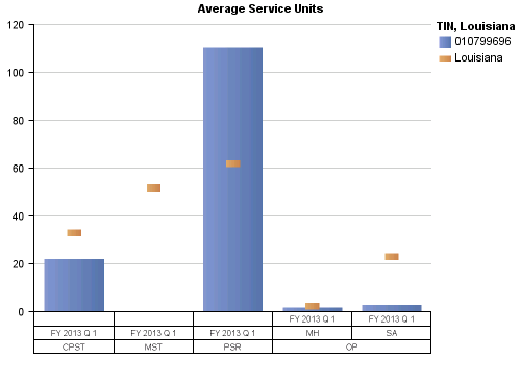 Average Service Units
TIN, Louisiana
010799696
Louisiana
120
100
80
60
40
20
0
FY 2013 Q 1 FY 2013 Q 1
FY 2013 Q 1 FY 2013 Q 1 FY 2013 Q 1 MH SA
CPST MST PSR OP